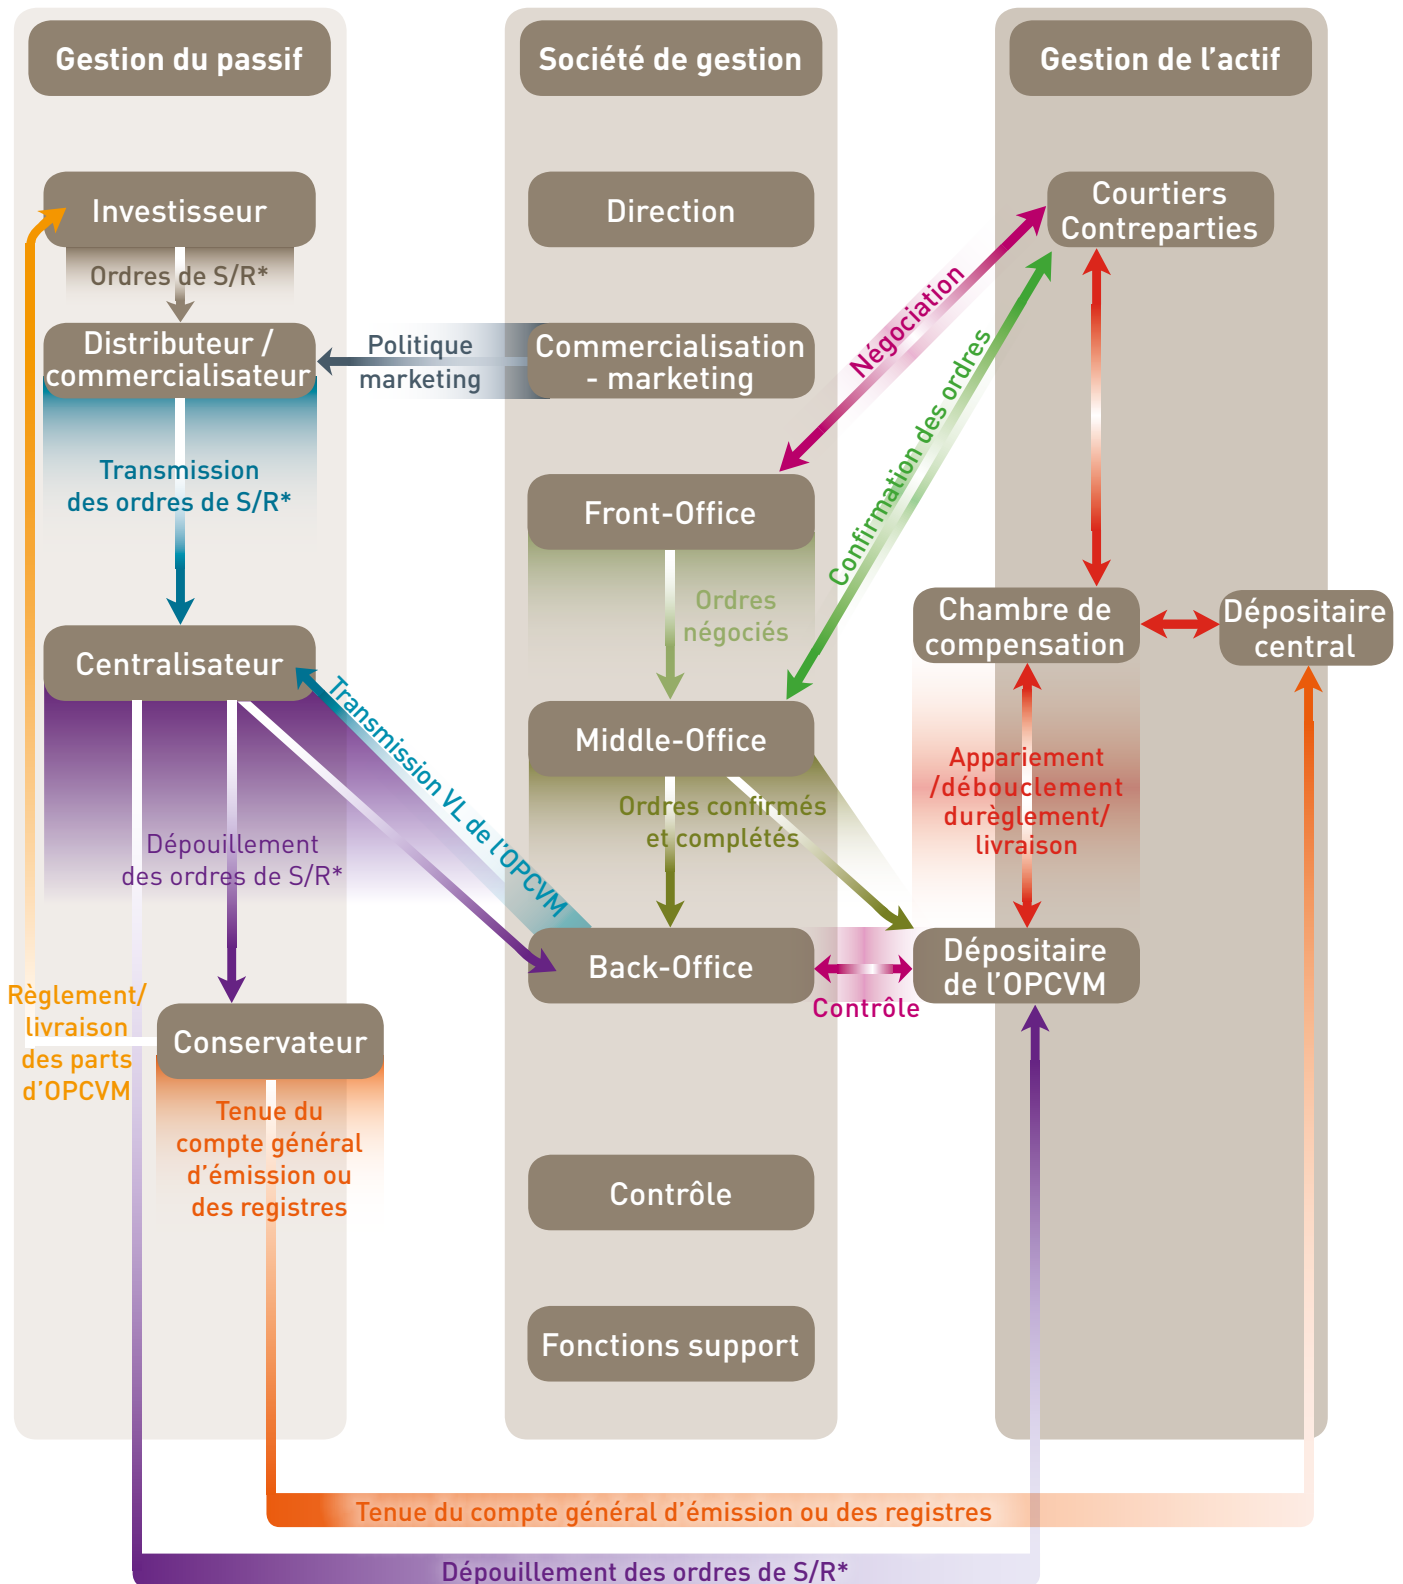 Gestion du passif
Société de gestion
Gestion de l'actif
Investisseur
Direction
Courtiers
Contreparties
Ordres de S/R*
Négociation
Distributeur /
commercialisateur
Politique
marketing
Commercialisation
- marketing
Confirmation des ordres
Transmission
des ordres de S/R*
Front-Office
Ordres
négociés
Chambre de
compensation
Dépositaire
central
Centralisateur
Transmission VL de l'OPCVM
Middle-Office
Appariement
/débouclement
durèglement/
livraison
Ordres confirmés
et complétés
Dépouillement
des ordres de S/R*
Back-Office
Dépositaire
de l'OPCVM
Contrôle
Règlement/
livraison
des parts
d'OPCVM
Conservateur
Tenue du
compte général
d'émission ou
des registres
Contrôle
Fonctions support
Tenue du compte général d'émission ou des registres
Dépouillement des ordres de S/R*